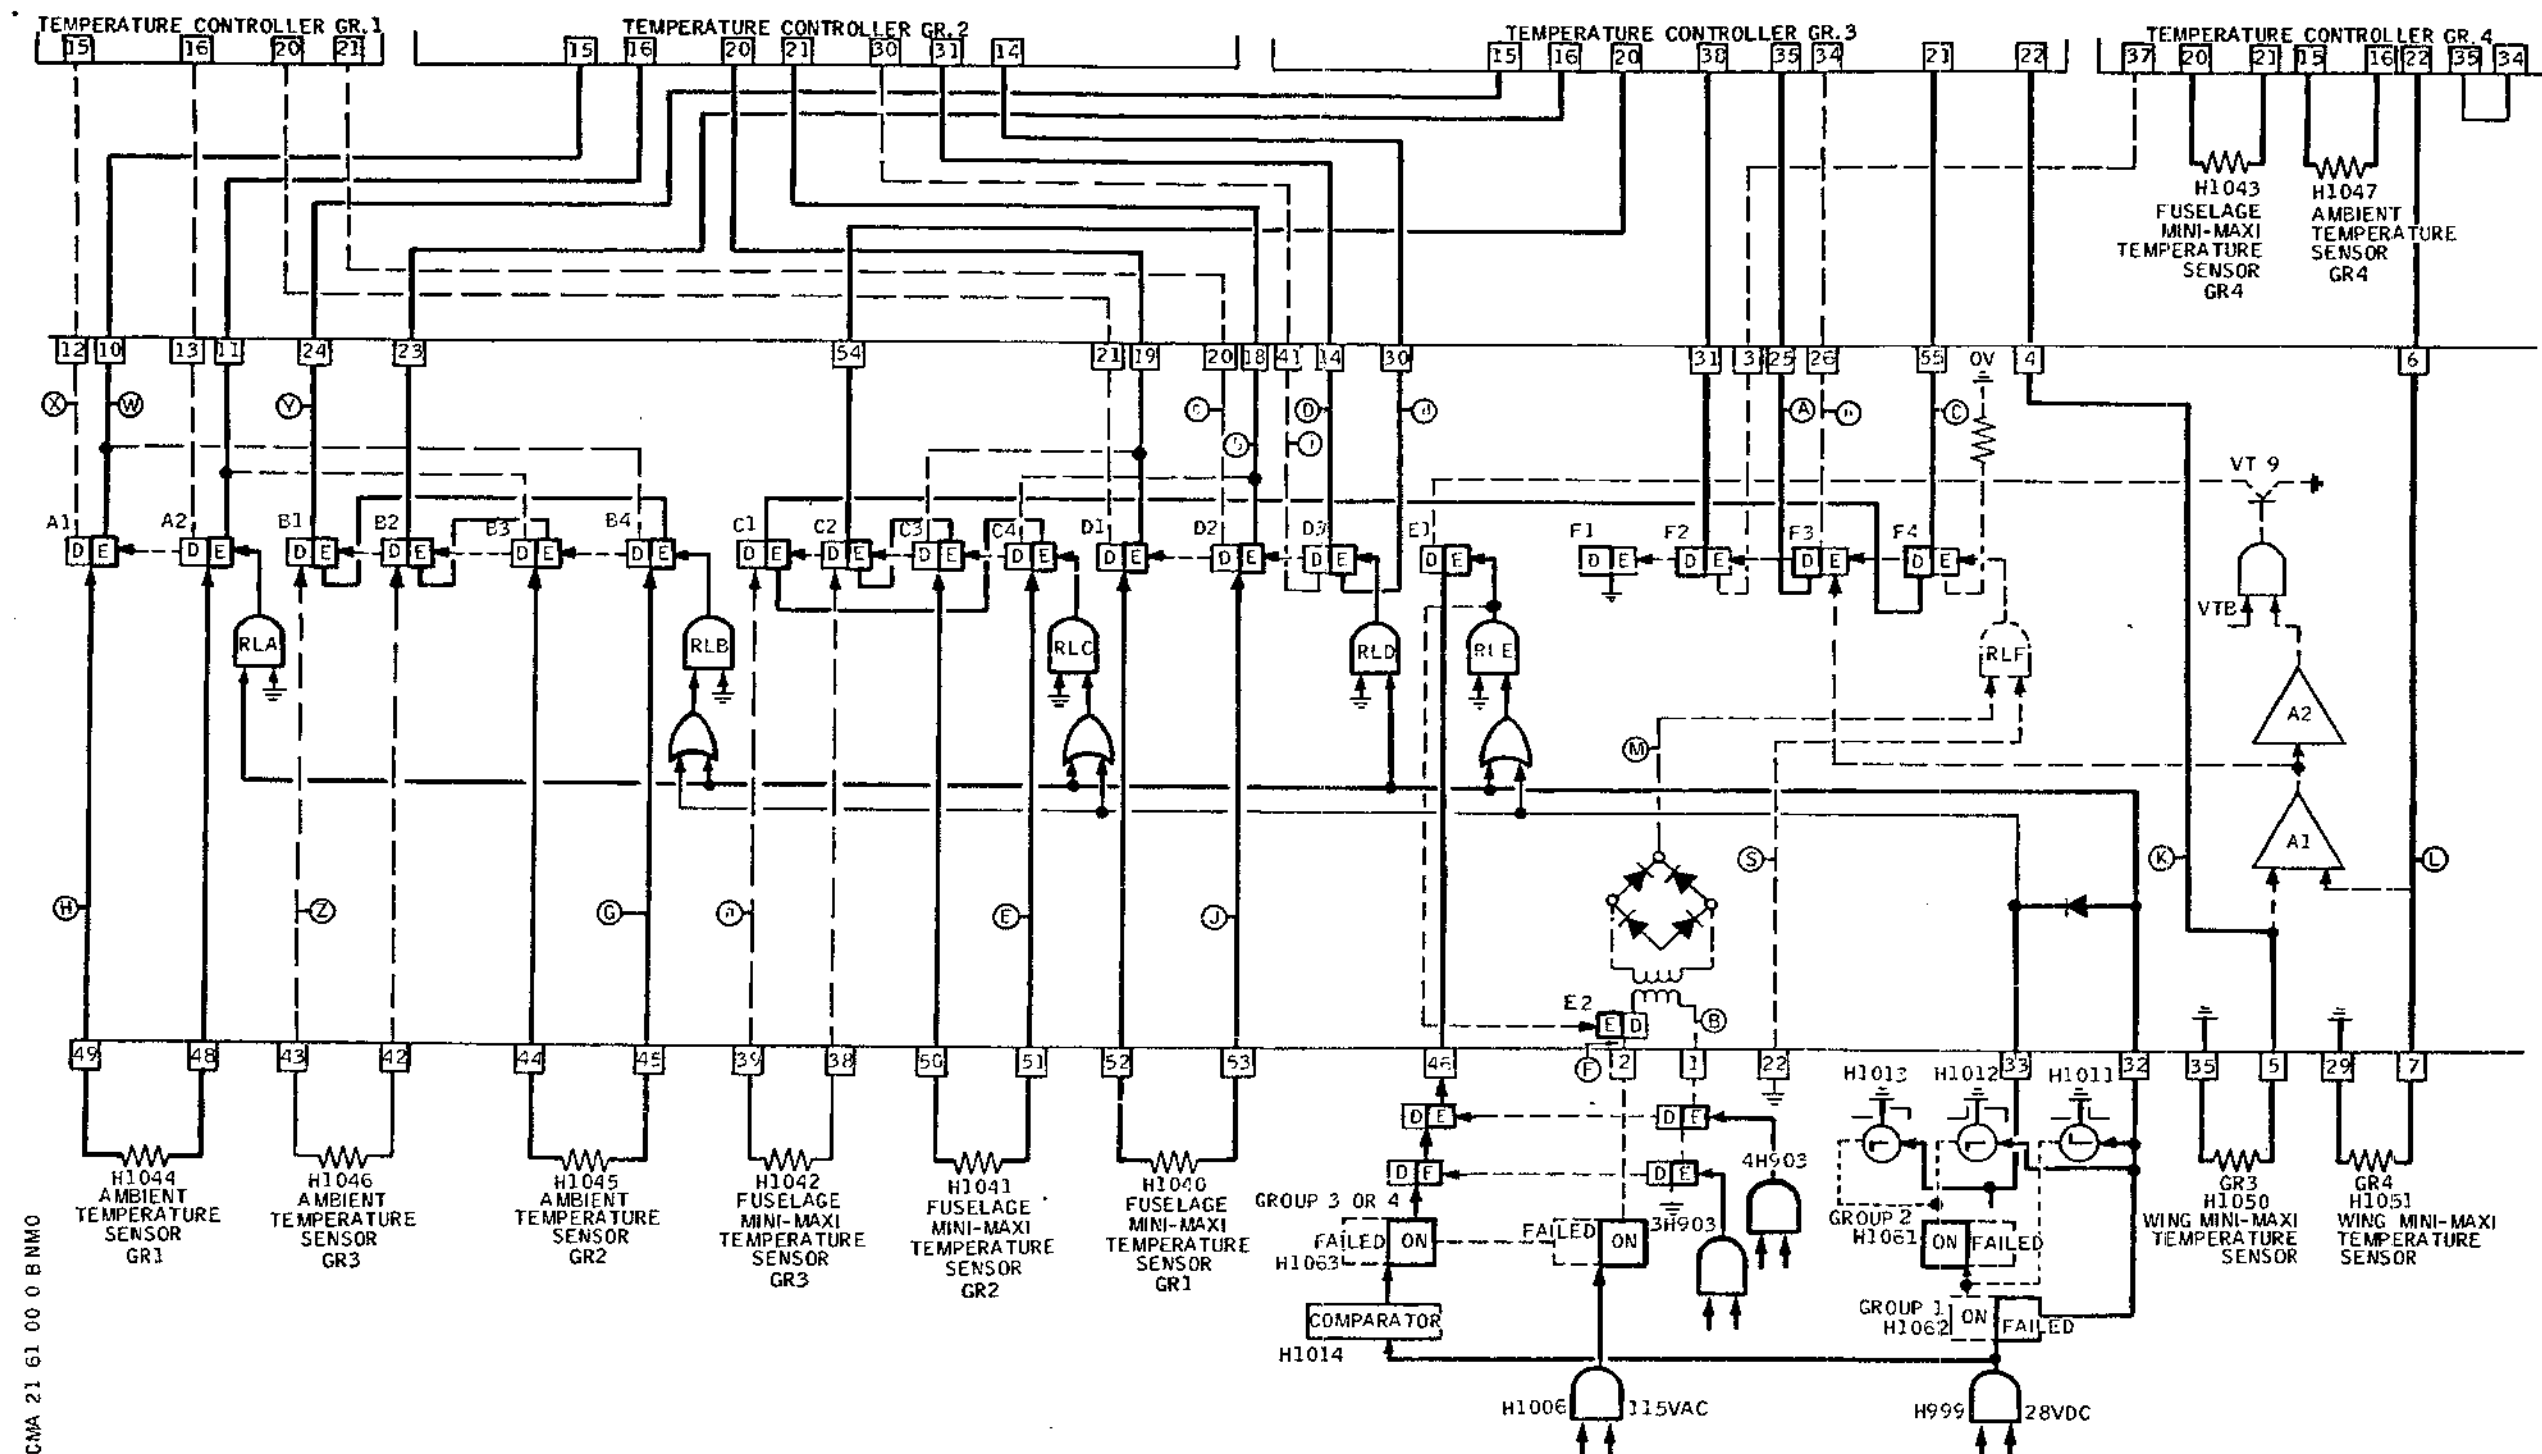 TEMPERATURE CONTROLLER GR.1
TEMPERATURE CONTROLLER GR.2
TEMPERATURE CONTROLLER GR.3
TEMPERATURE CONTROLLER GR.4
15 16 20 21
15 16 20 21 30 31 14
15 16 20 30 35 34 21 22
37 20 21 15 16 22 35 34
H1043
FUSELAGE
MINI-MAXI
TEMPERATURE
SENSOR
GR4
H1047
AMBIENT
TEMPERATURE
SENSOR
GR4
12 10 13 11 24 23 54 21 19 20 18 41 14 30 31 3 25 26 55 0V 4 6
X W Y D A C
VT 9
A1 A2 B1 B2 B3 B4 C1 C2 C3 C4 D1 D2 D3 E1 F1 F2 F3 F4
D E D E D E D E D E D E D E D E D E D E D E D E D E D E D E D E D E D E
VTB
RLA RLB RLC RLD RLE RLF
A2
M
A1
S K L
H Z G E J
E2
E D B
F
49 48 43 42 44 45 39 38 50 51 52 53 46 2 1 22 33 32 35 5 29 7
H1013 H1012 H1011
D E D E
4H903
D E D E
H1044
AMBIENT
TEMPERATURE
SENSOR
GR1
H1046
AMBIENT
TEMPERATURE
SENSOR
GR3
H1045
AMBIENT
TEMPERATURE
SENSOR
GR2
H1042
FUSELAGE
MINI-MAXI
TEMPERATURE
SENSOR
GR3
H1041
FUSELAGE
MINI-MAXI
TEMPERATURE
SENSOR
GR2
H1040
FUSELAGE
MINI-MAXI
TEMPERATURE
SENSOR
GR1
GROUP 3 OR 4
FAILED ON
H1063
FAILED ON
3H903
GROUP 2
H1061
ON FAILED
GR3
H1050
WING MINI-MAXI
TEMPERATURE
SENSOR
GR4
H1051
WING MINI-MAXI
TEMPERATURE
SENSOR
COMPARATOR
H1014
GROUP 1
H1062
ON FAILED
H1006 115VAC
H999 28VDC
CMA 21 61 00 0 BNMO